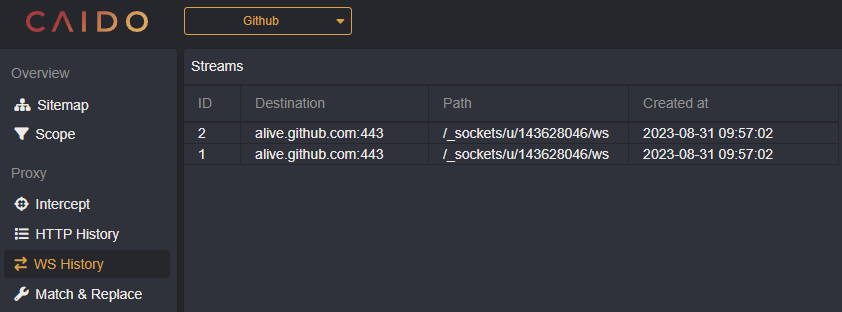 CAIDO
Github
Overview
Sitemap
Scope
Proxy
Intercept
HTTP History
WS History
Match & Replace
Streams
ID Destination Path Created at
2 alive.github.com:443 /_sockets/u/143628046/ws 2023-08-31 09:57:02
1 alive.github.com:443 /_sockets/u/143628046/ws 2023-08-31 09:57:02